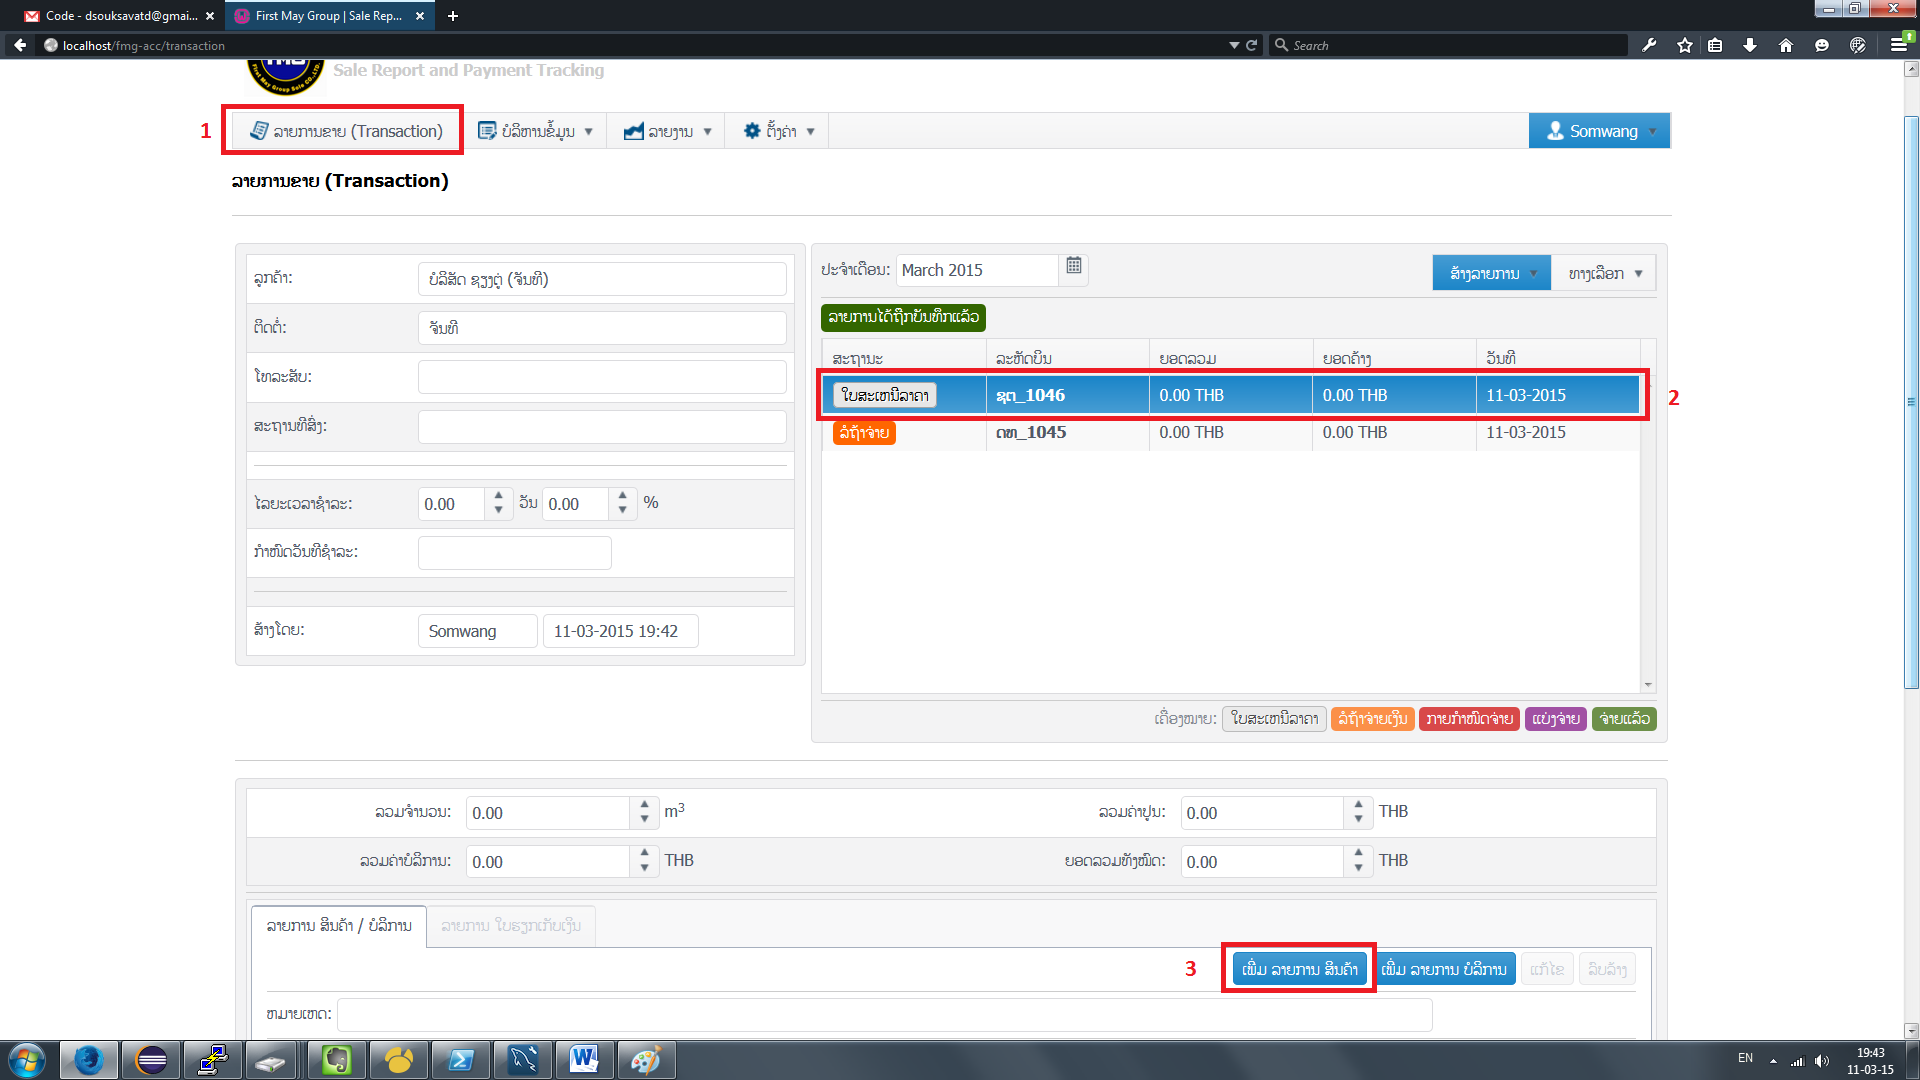 Code - dsouksavatd@gmai...
First May Group | Sale Rep...
localhost/fmg-acc/transaction
Search
Sale Report and Payment Tracking
1
ລາຍການຂາຍ (Transaction)
ບໍລິຫານຂໍ້ມູນ
ລາຍງານ
ຕັ້ງຄ່າ
Somwang
ລາຍການຂາຍ (Transaction)
ລູກຄ້າ:
ບໍລິສັດ ຊຽງຕູ່ (ຈັນທີ)
ຕິດຕໍ່:
ຈັນທີ
ໂທລະສັບ:
ສະຖານທີ່ສົ່ງ:
ໄລຍະເວລາຊຳລະ:
0.00
ວັນ
0.00
%
ກຳໜົດວັນທີຊຳລະ:
ສ້າງໂດຍ:
Somwang
11-03-2015 19:42
ປະຈຳເດືອນ:
March 2015
ສ້າງລາຍການ
ທາງເລືອກ
ລາຍການໄດ້ຖືກບັນທຶກແລ້ວ
ສະຖານະ
ລະຫັດບິນ
ຍອດລວມ
ຍອດຄ້າງ
ວັນທີ
ໃບສະເຫນີລາຄາ
ຊຕ_1046
0.00 THB
0.00 THB
11-03-2015
2
ລໍຖ້າຈ່າຍ
ດຫ_1045
0.00 THB
0.00 THB
11-03-2015
ເຄື່ອງໝາຍ:
ໃບສະເຫນີລາຄາ
ລໍຖ້າຈ່າຍເງິນ
ກາຍກຳໜົດຈ່າຍ
ແບ່ງຈ່າຍ
ຈ່າຍແລ້ວ
ລວມຈຳນວນ:
0.00
m³
ລວມຄ່າປູນ:
0.00
THB
ລວມຄ່າບໍລິການ:
0.00
THB
ຍອດລວມທັງໝົດ:
0.00
THB
ລາຍການ ສິນຄ້າ / ບໍລິການ
ລາຍການ ໃບຮຽກເກັບເງິນ
3
ເພີ່ມ ລາຍການ ສິນຄ້າ
ເພີ່ມ ລາຍການ ບໍລິການ
ແກ້ໄຂ
ລົບລ້າງ
ຫມາຍເຫດ:
EN
19:43
11-03-15